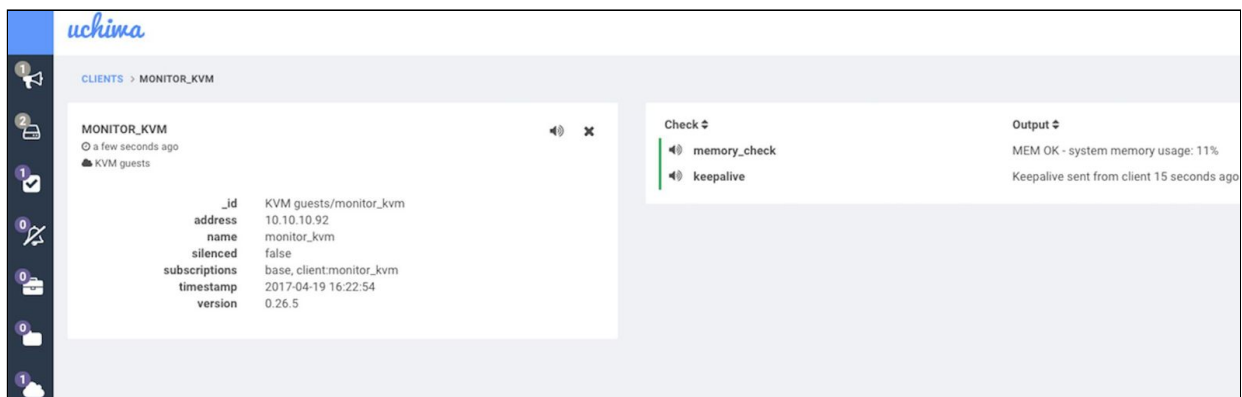 uchiwa
1
CLIENTS > MONITOR_KVM
2
MONITOR_KVM
a few seconds ago
KVM guests
1
_id KVM guests/monitor_kvm
address 10.10.10.92
0
name monitor_kvm
silenced false
subscriptions base, client:monitor_kvm
0
timestamp 2017-04-19 16:22:54
version 0.26.5
0
1
Check Output
memory_check MEM OK - system memory usage: 11%
keepalive Keepalive sent from client 15 seconds ago